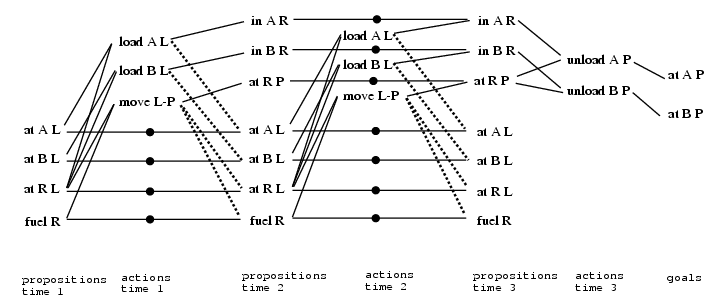 in A R
in A R
load A L
load A L
in B R
in B R
unload A P
load B L
load B L
at A P
at R P
at R P
move L-P
move L-P
unload B P
at B P
at A L
at A L
at A L
at B L
at B L
at B L
at R L
at R L
at R L
fuel R
fuel R
fuel R
propositions
time 1
actions
time 1
propositions
time 2
actions
time 2
propositions
time 3
actions
time 3
goals